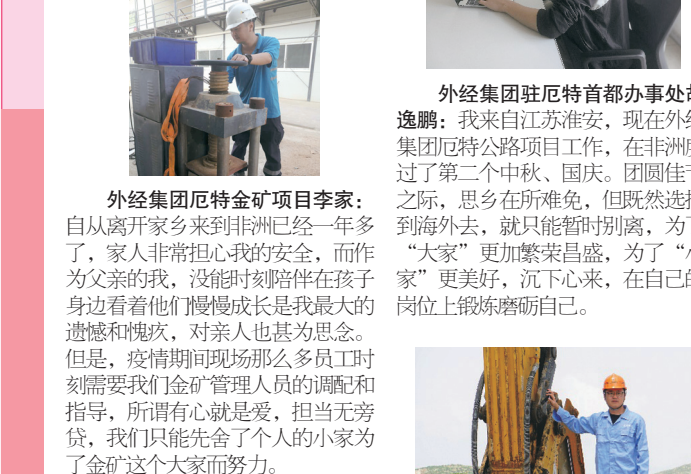 外经集团厄特金矿项目李家：
自从离开家乡来到非洲已经一年多
了，家人非常担心我的安全，而作
为父亲的我，没能时刻陪伴在孩子
身边看着他们慢慢成长是我最大的
遗憾和愧疚，对亲人也甚为思念。
但是，疫情期间现场那么多员工时
刻需要我们金矿管理人员的调配和
指导，所谓有心就是爱，担当无旁
贷，我们只能先舍了个人的小家为
了金矿这个大家而努力。
外经集团驻厄特首都办事处
逸鹏：我来自江苏淮安，现在外
集团厄特公路项目工作，在非洲
过了第二个中秋、国庆。团圆佳
之际，思乡在所难免，但既然选
到海外去，就只能暂时别离，为
“大家”更加繁荣昌盛，为了“
家”更美好，沉下心来，在自己
岗位上锻炼磨砺自己。